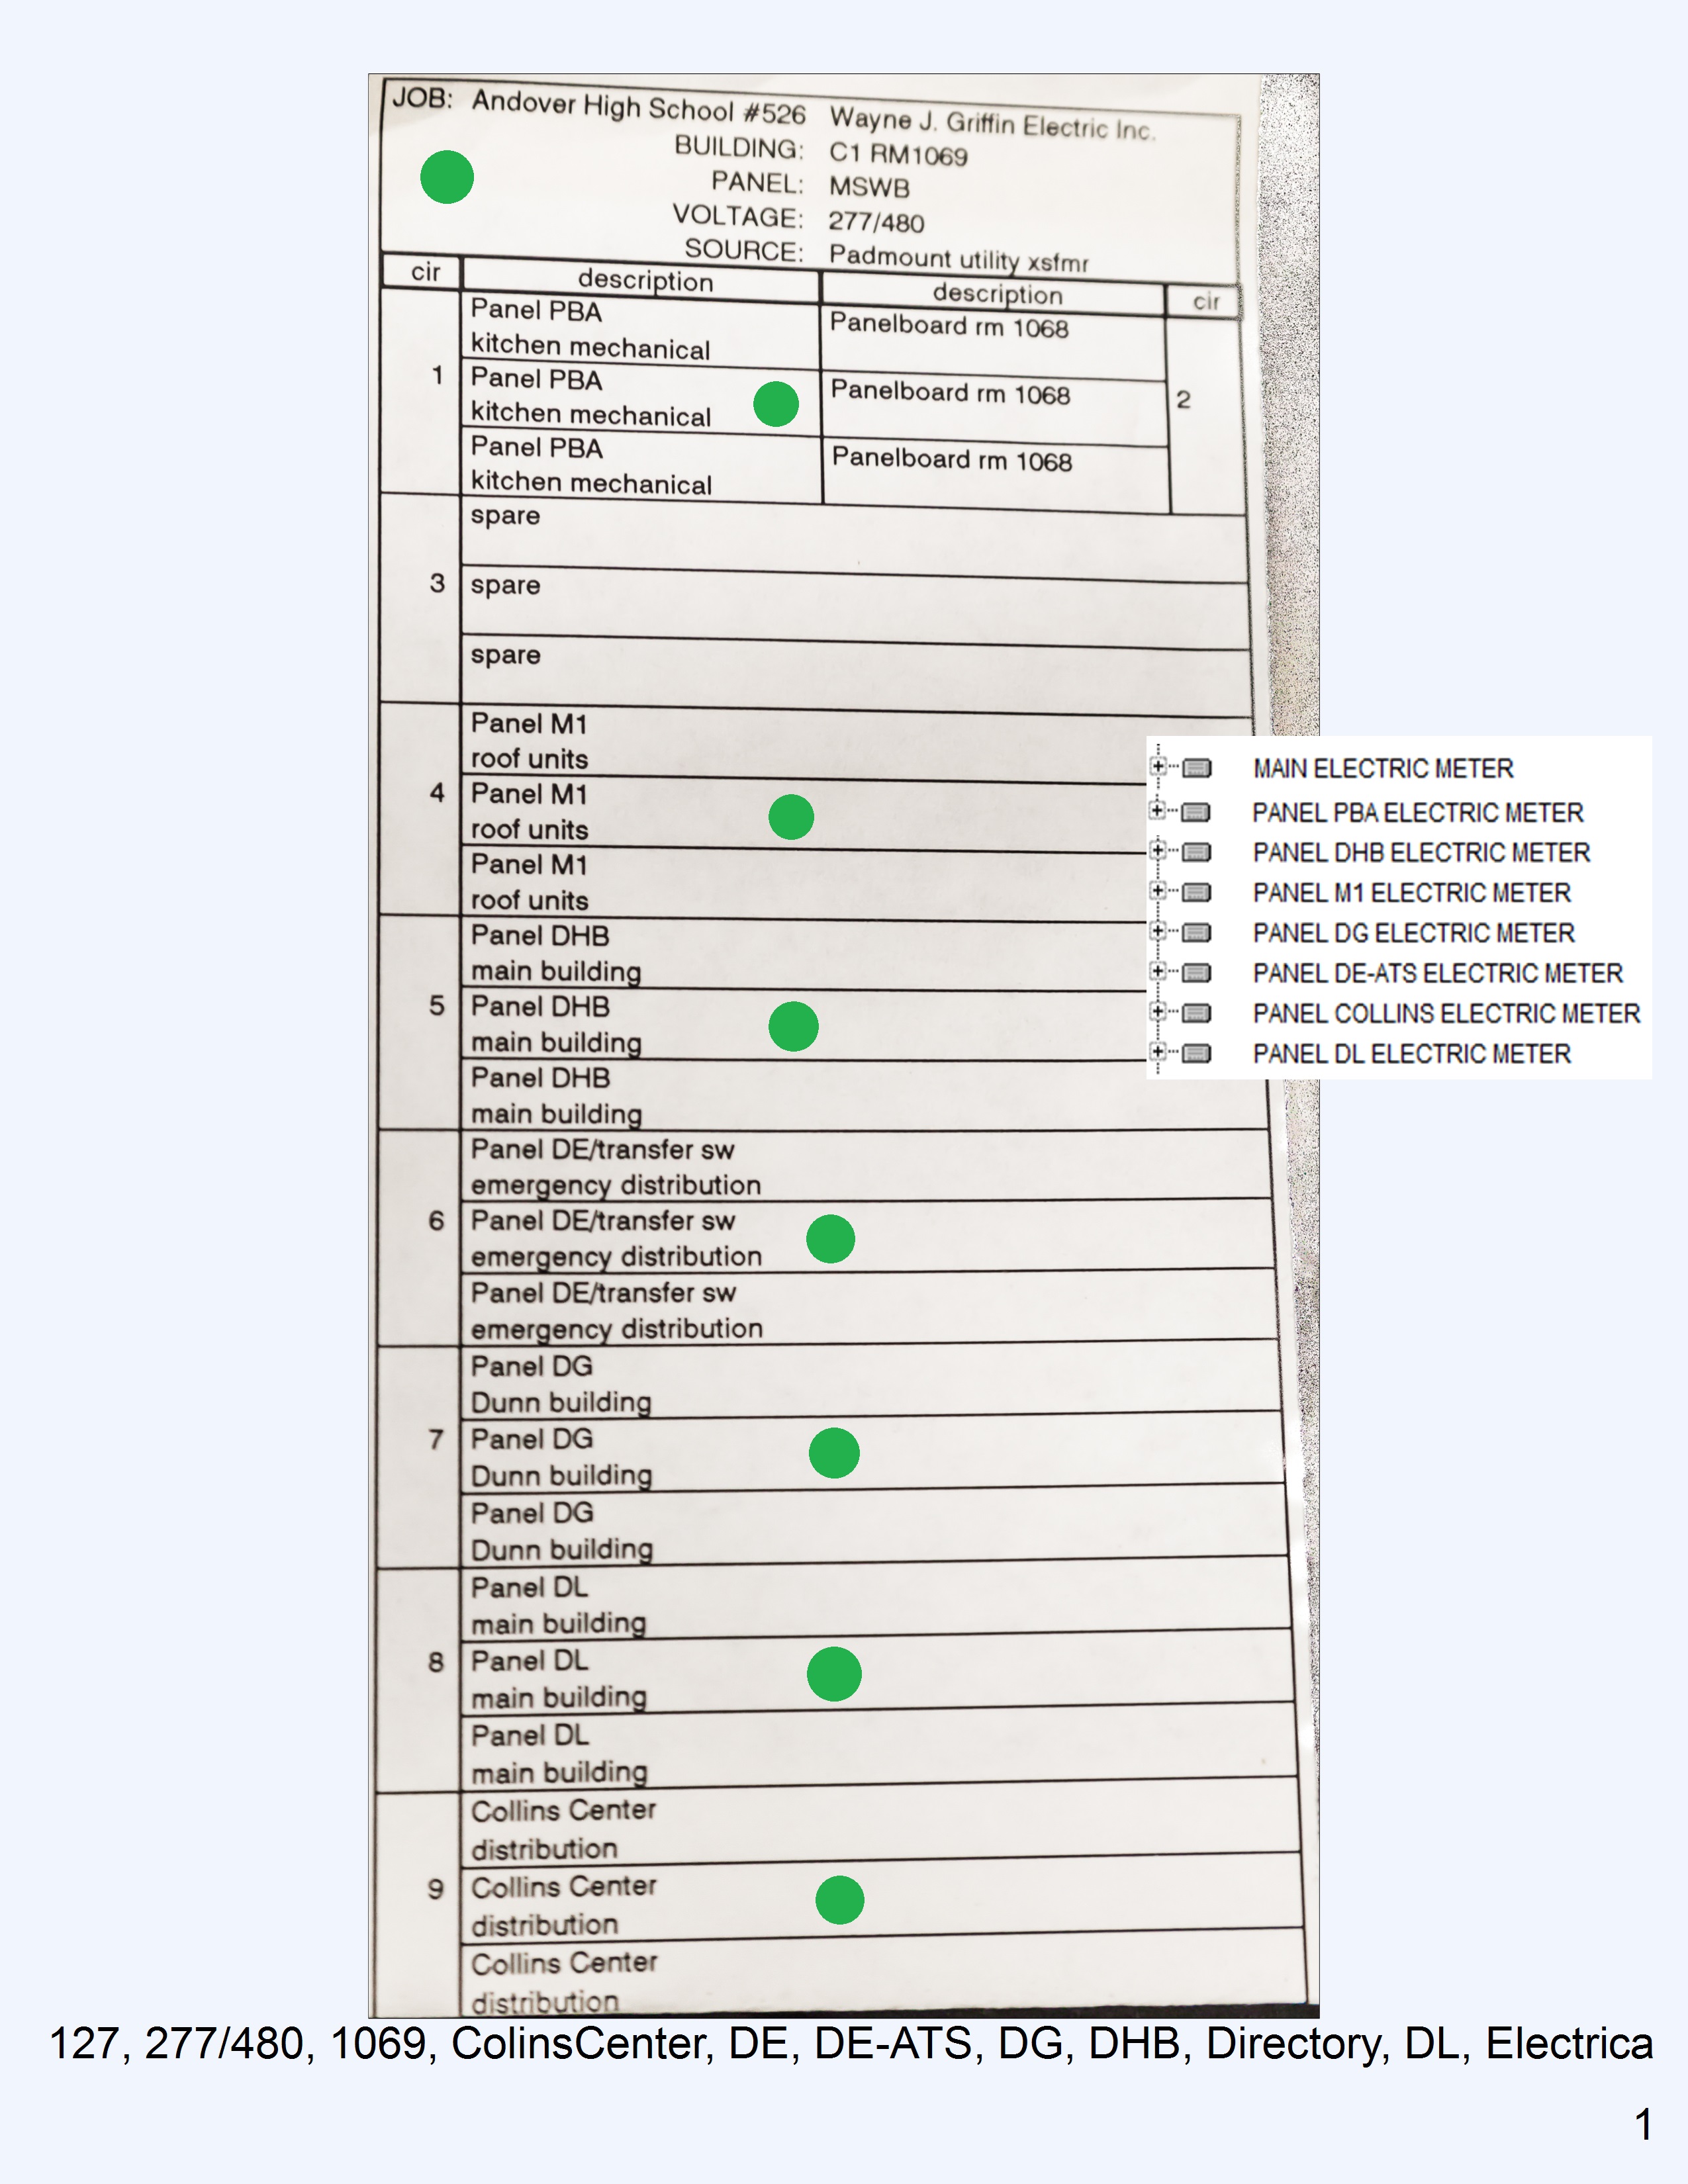 JOB: Andover High School #526 Wayne J. Griffin Electric Inc.
BUILDING: C1 RM1069
PANEL: MSWB
VOLTAGE: 277/480
SOURCE: Padmount utility xsfmr
cir description description cir
Panel PBA
kitchen mechanical
Panelboard rm 1068
1
Panel PBA
kitchen mechanical
Panelboard rm 1068
2
Panel PBA
kitchen mechanical
Panelboard rm 1068
spare
3 spare
spare
Panel M1
roof units
4 Panel M1
roof units
Panel M1
roof units
Panel DHB
main building
5 Panel DHB
main building
Panel DHB
main building
Panel DE/transfer sw
emergency distribution
6 Panel DE/transfer sw
emergency distribution
Panel DE/transfer sw
emergency distribution
Panel DG
Dunn building
7 Panel DG
Dunn building
Panel DG
Dunn building
Panel DL
main building
8 Panel DL
main building
Panel DL
main building
Collins Center
distribution
9 Collins Center
distribution
Collins Center
distribution
MAIN ELECTRIC METER
PANEL PBA ELECTRIC METER
PANEL DHB ELECTRIC METER
PANEL M1 ELECTRIC METER
PANEL DG ELECTRIC METER
PANEL DE-ATS ELECTRIC METER
PANEL COLLINS ELECTRIC METER
PANEL DL ELECTRIC METER
127, 277/480, 1069, ColinsCenter, DE, DE-ATS, DG, DHB, Directory, DL, Electrica
1